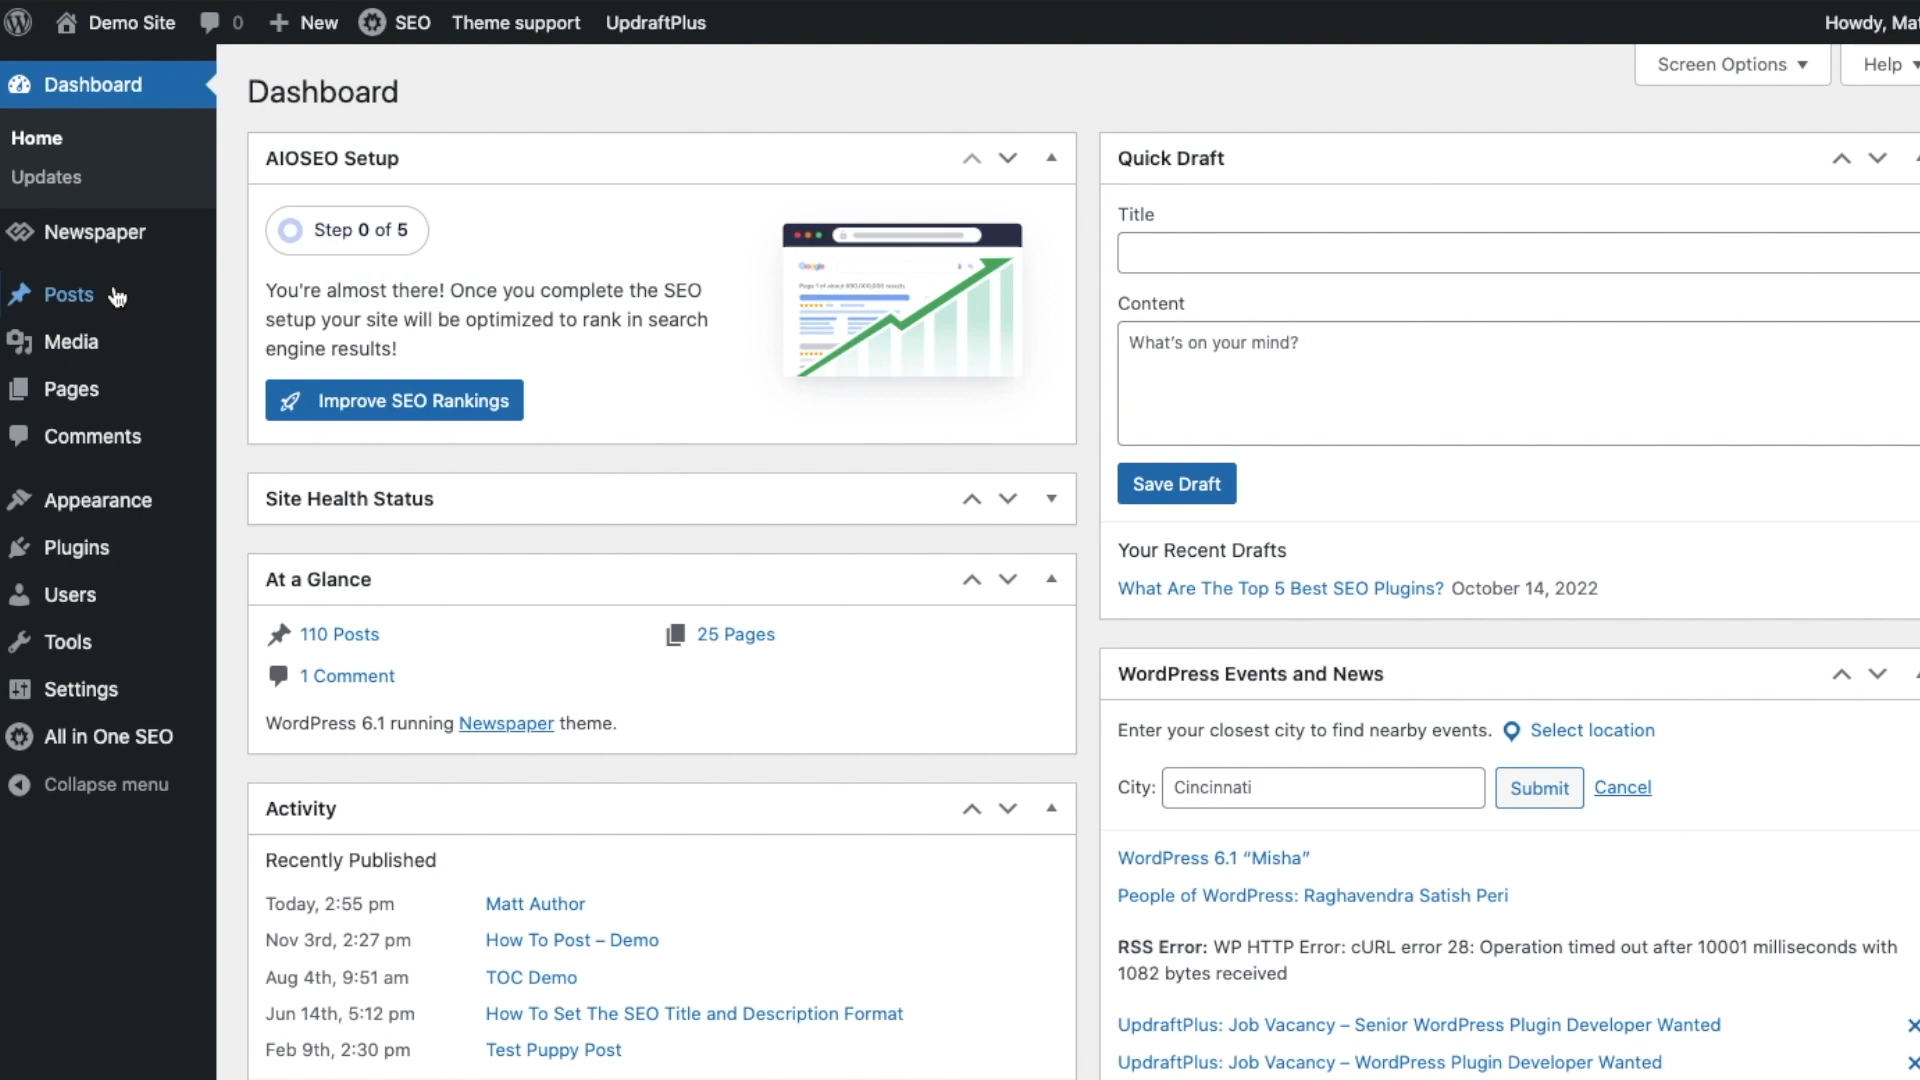 Demo Site
0
New
SEO
Theme support
UpdraftPlus
Howdy, Mat
Screen Options
Help
Dashboard
Home
Updates
Newspaper
Posts
Media
Pages
Comments
Appearance
Plugins
Users
Tools
Settings
All in One SEO
Collapse menu
Dashboard
AIOSEO Setup
Step 0 of 5
You're almost there! Once you complete the SEO
setup your site will be optimized to rank in search
engine results!
Improve SEO Rankings
Google
Site Health Status
At a Glance
110 Posts
25 Pages
1 Comment
WordPress 6.1 running Newspaper theme.
Activity
Recently Published
Today, 2:55 pm
Matt Author
Nov 3rd, 2:27 pm
How To Post – Demo
Aug 4th, 9:51 am
TOC Demo
Jun 14th, 5:12 pm
How To Set The SEO Title and Description Format
Feb 9th, 2:30 pm
Test Puppy Post
Quick Draft
Title
Content
What's on your mind?
Save Draft
Your Recent Drafts
What Are The Top 5 Best SEO Plugins? October 14, 2022
WordPress Events and News
Enter your closest city to find nearby events.
Select location
City:
Cincinnati
Submit
Cancel
WordPress 6.1 “Misha”
People of WordPress: Raghavendra Satish Peri
RSS Error: WP HTTP Error: cURL error 28: Operation timed out after 10001 milliseconds with
1082 bytes received
UpdraftPlus: Job Vacancy – Senior WordPress Plugin Developer Wanted
UpdraftPlus: Job Vacancy – WordPress Plugin Developer Wanted